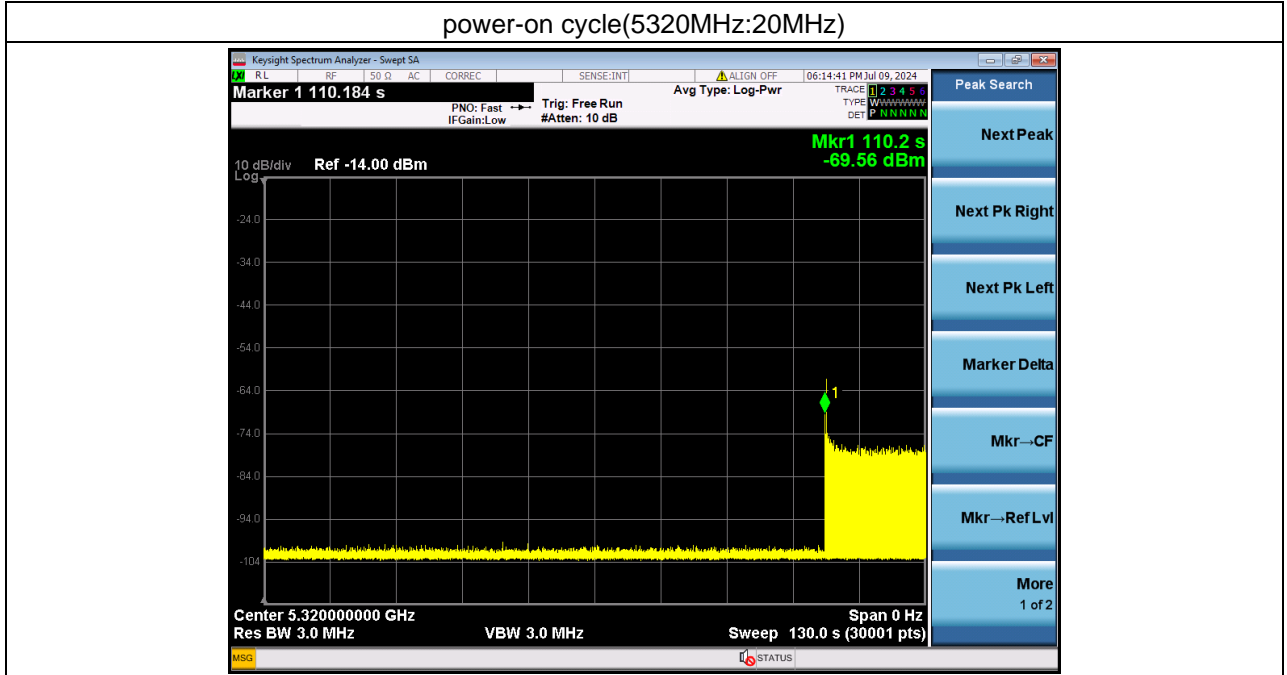 power-on cycle(5320MHz:20MHz)
Keysight Spectrum Analyzer - Swept SA
LXI RL RF 50 Ω AC CORREC SENSE:INT ALIGN OFF 06:14:41 PM Jul 09, 2024
Marker 1 110.184 s
PNO: Fast
IFGain:Low
Trig: Free Run
#Atten: 10 dB
Avg Type: Log-Pwr
TRACE 1 2 3 4 5 6
TYPE WWWWWW
DET P N N N N N
Mkr1 110.2 s
-69.56 dBm
10 dB/div Ref -14.00 dBm
Log
-24.0
-34.0
-44.0
-54.0
-64.0
-74.0
-84.0
-94.0
-104
1
Center 5.320000000 GHz Span 0 Hz
Res BW 3.0 MHz VBW 3.0 MHz Sweep 130.0 s (30001 pts)
MSG STATUS
Peak Search
Next Peak
Next Pk Right
Next Pk Left
Marker Delta
Mkr→CF
Mkr→Ref Lvl
More
1 of 2